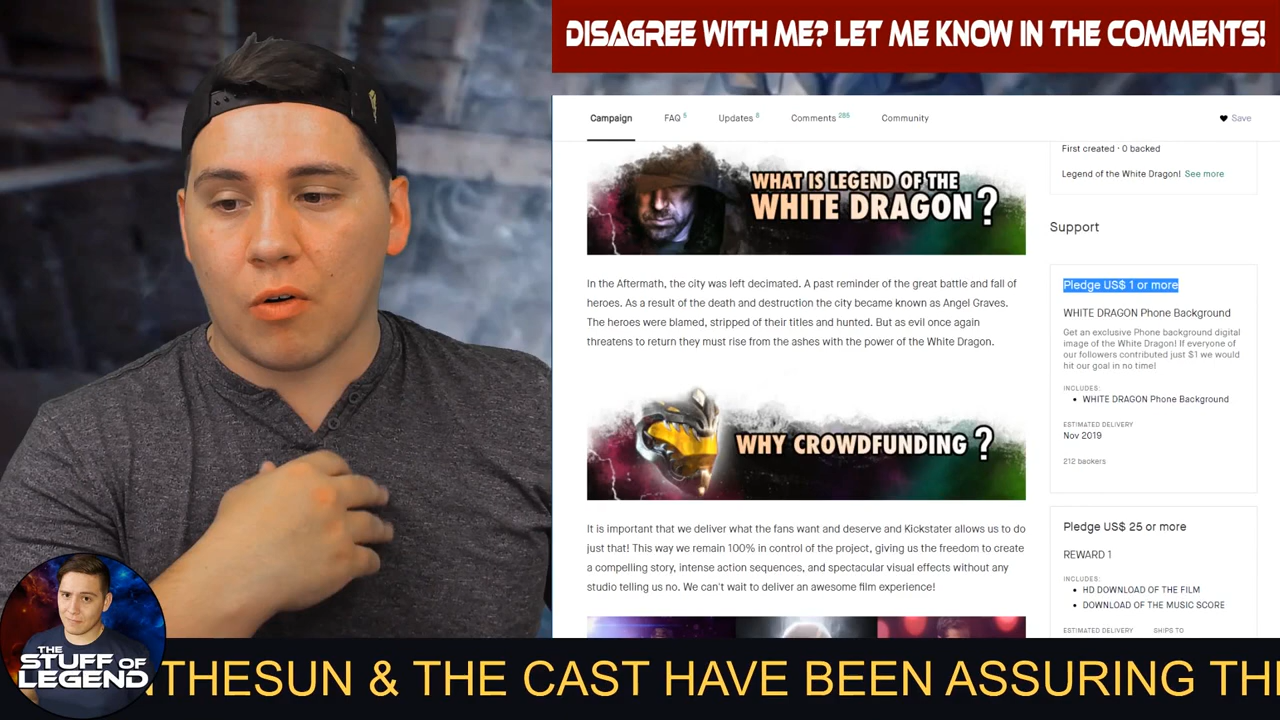 DISAGREE WITH ME? LET ME KNOW IN THE COMMENTS!
Campaign
FAQ 5
Updates 8
Comments 286
Community
Save
First created · 0 backed
Legend of the White Dragon! See more
WHAT IS LEGEND OF THE
WHITE DRAGON?
In the Aftermath, the city was left decimated. A past reminder of the great battle and fall of
heroes. As a result of the death and destruction the city became known as Angel Graves.
The heroes were blamed, stripped of their titles and hunted. But as evil once again
threatens to return they must rise from the ashes with the power of the White Dragon.
WHY CROWDFUNDING?
It is important that we deliver what the fans want and deserve and Kickstater allows us to do
just that! This way we remain 100% in control of the project, giving us the freedom to create
a compelling story, intense action sequences, and spectacular visual effects without any
studio telling us no. We can't wait to deliver an awesome film experience!
Support
Pledge US$ 1 or more
WHITE DRAGON Phone Background
Get an exclusive Phone background digital
image of the White Dragon! If everyone of
our followers contributed just $1 we would
hit our goal in no time!
INCLUDES:
• WHITE DRAGON Phone Background
ESTIMATED DELIVERY
Nov 2019
212 backers
Pledge US$ 25 or more
REWARD 1
INCLUDES:
• HD DOWNLOAD OF THE FILM
• DOWNLOAD OF THE MUSIC SCORE
ESTIMATED DELIVERY
SHIPS TO
THE
STUFF OF
LEGEND
THESUN & THE CAST HAVE BEEN ASSURING TH